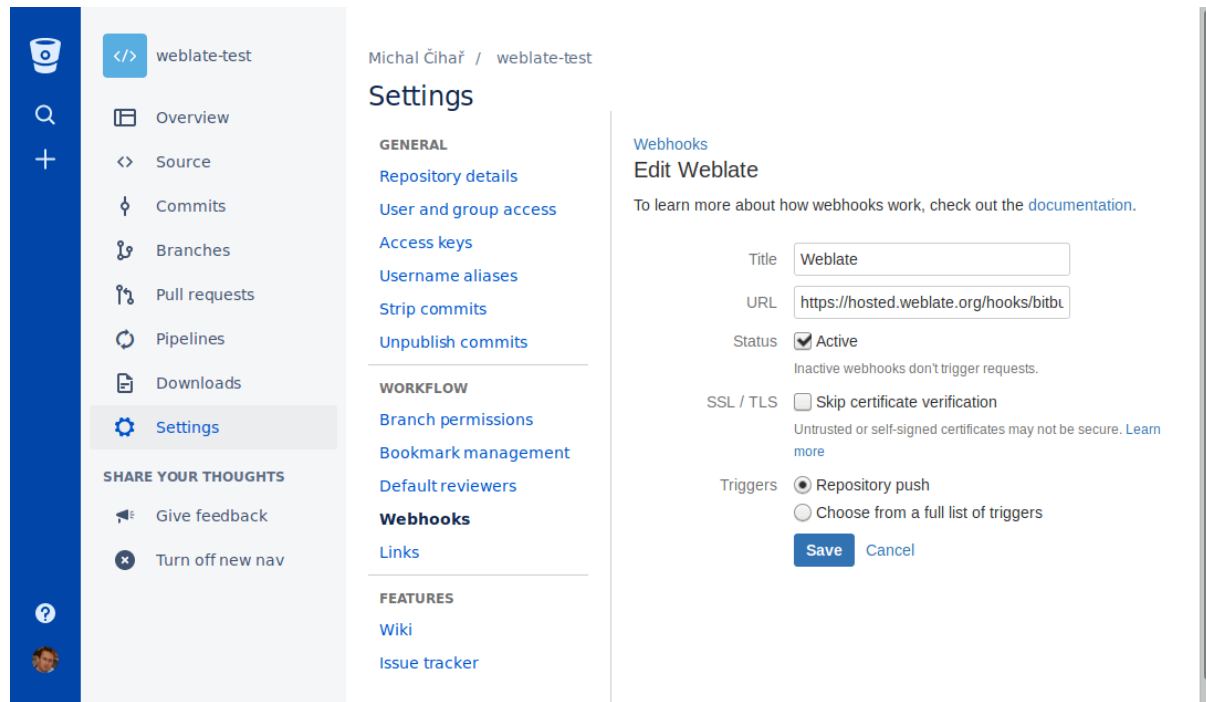 weblate-test
Overview
Source
Commits
Branches
Pull requests
Pipelines
Downloads
Settings
SHARE YOUR THOUGHTS
Give feedback
Turn off new nav
Michal Čihař / weblate-test
Settings
GENERAL
Repository details
User and group access
Access keys
Username aliases
Strip commits
Unpublish commits
WORKFLOW
Branch permissions
Bookmark management
Default reviewers
Webhooks
Links
FEATURES
Wiki
Issue tracker
Webhooks
Edit Weblate
To learn more about how webhooks work, check out the documentation.
Title Weblate
URL https://hosted.weblate.org/hooks/bitbu
Status Active
Inactive webhooks don't trigger requests.
SSL / TLS Skip certificate verification
Untrusted or self-signed certificates may not be secure. Learn
more
Triggers Repository push
Choose from a full list of triggers
Save Cancel